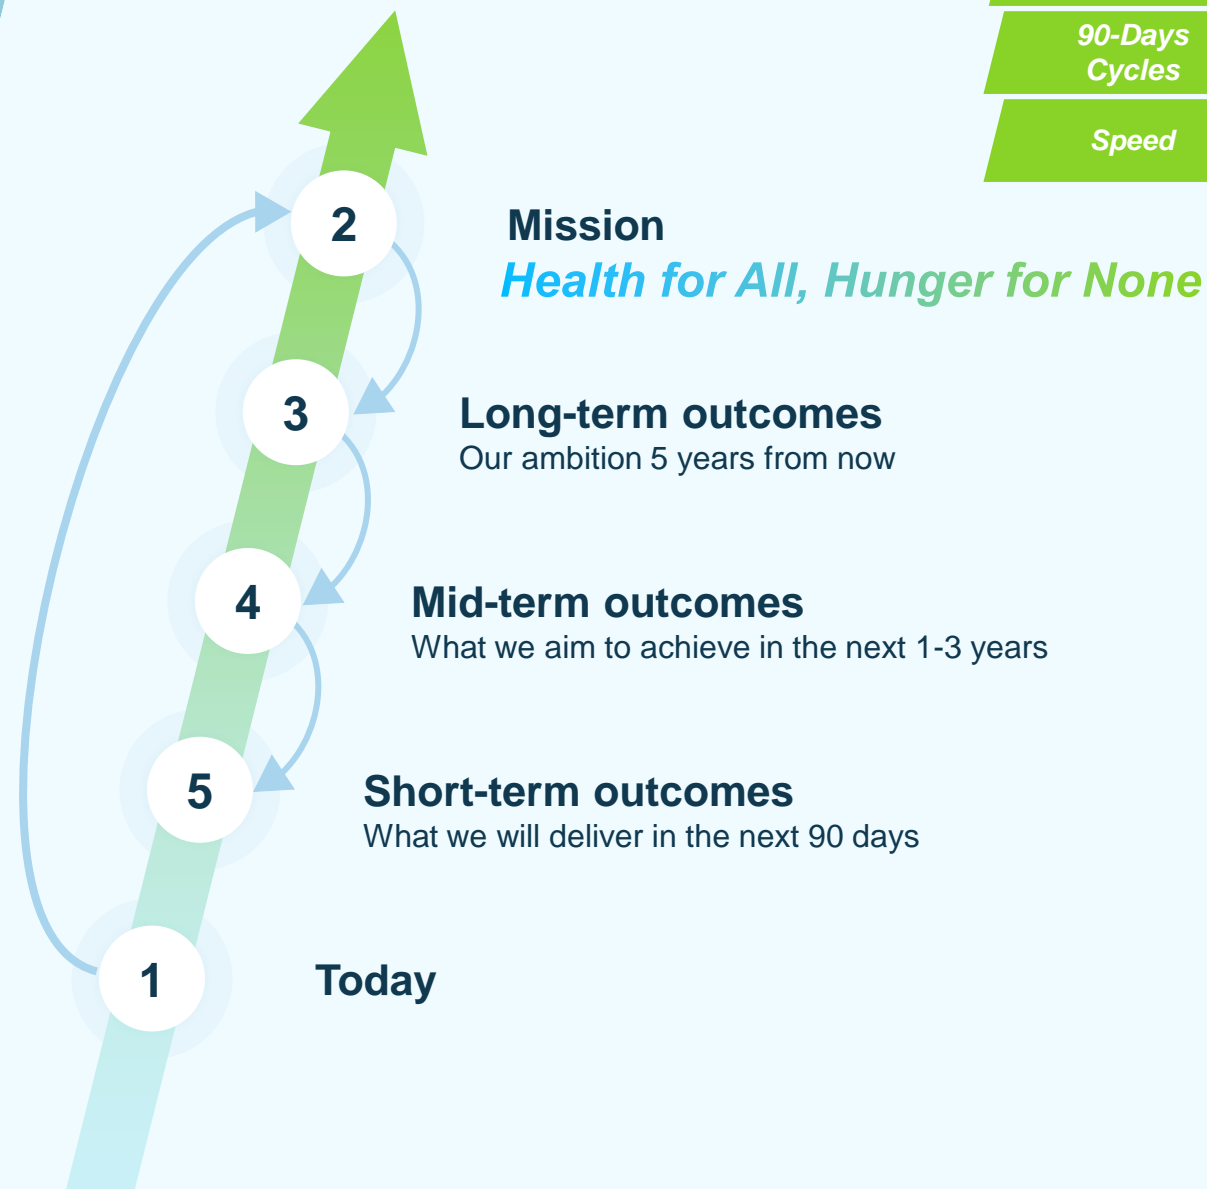 90-Days
Cycles
Speed
2
Mission
Health for All, Hunger for None
3
Long-term outcomes
Our ambition 5 years from now
4
Mid-term outcomes
What we aim to achieve in the next 1-3 years
5
Short-term outcomes
What we will deliver in the next 90 days
1
Today